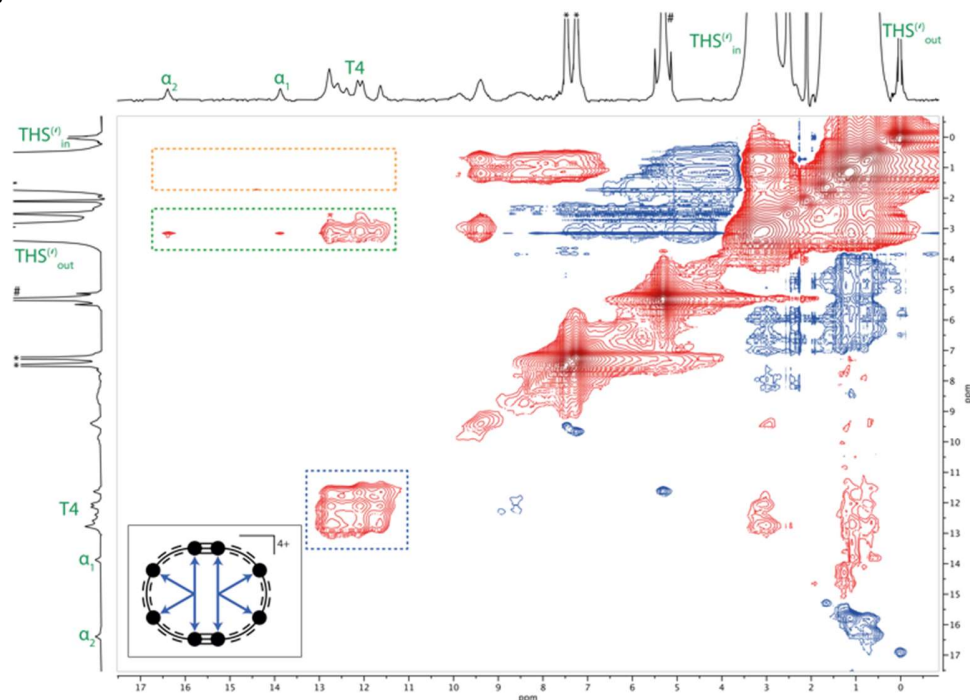 * *
#
THS(′)in
THS(′)out
α2
α1
T4
THS(′)in
*
THS(′)out
#
*
*
T4
α1
α2
4+
0
1
2
3
4
5
6
7
8
9
10
11
12
13
14
15
16
17
ppm
17 16 15 14 13 12 11 10 9 8 7 6 5 4 3 2 1 0
ppm